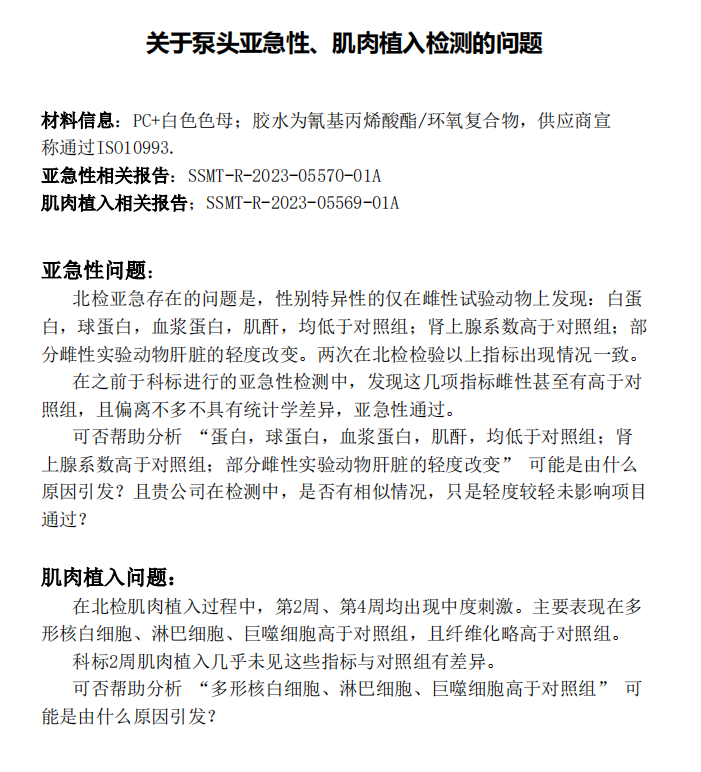 关于泵头亚急性、肌肉植入检测的问题
材料信息：PC+白色色母；胶水为氰基丙烯酸酯/环氧复合物，供应商宣
称通过ISO10993.
亚急性相关报告：SSMT-R-2023-05570-01A
肌肉植入相关报告；SSMT-R-2023-05569-01A
亚急性问题：
北检亚急存在的问题是，性别特异性的仅在雌性试验动物上发现：白蛋
白，球蛋白，血浆蛋白，肌酐，均低于对照组；肾上腺系数高于对照组；部
分雌性实验动物肝脏的轻度改变。两次在北检检验以上指标出现情况一致。
在之前于科标进行的亚急性检测中，发现这几项指标雌性甚至有高于对
照组，且偏离不多不具有统计学差异，亚急性通过。
可否帮助分析 “蛋白，球蛋白，血浆蛋白，肌酐，均低于对照组；肾
上腺系数高于对照组；部分雌性实验动物肝脏的轻度改变” 可能是由什么
原因引发？且贵公司在检测中，是否有相似情况，只是轻度较轻未影响项目
通过？
肌肉植入问题：
在北检肌肉植入过程中，第2周、第4周均出现中度刺激。主要表现在多
形核白细胞、淋巴细胞、巨噬细胞高于对照组，且纤维化略高于对照组。
科标2周肌肉植入几乎未见这些指标与对照组有差异。
可否帮助分析 “多形核白细胞、淋巴细胞、巨噬细胞高于对照组” 可
能是由什么原因引发？